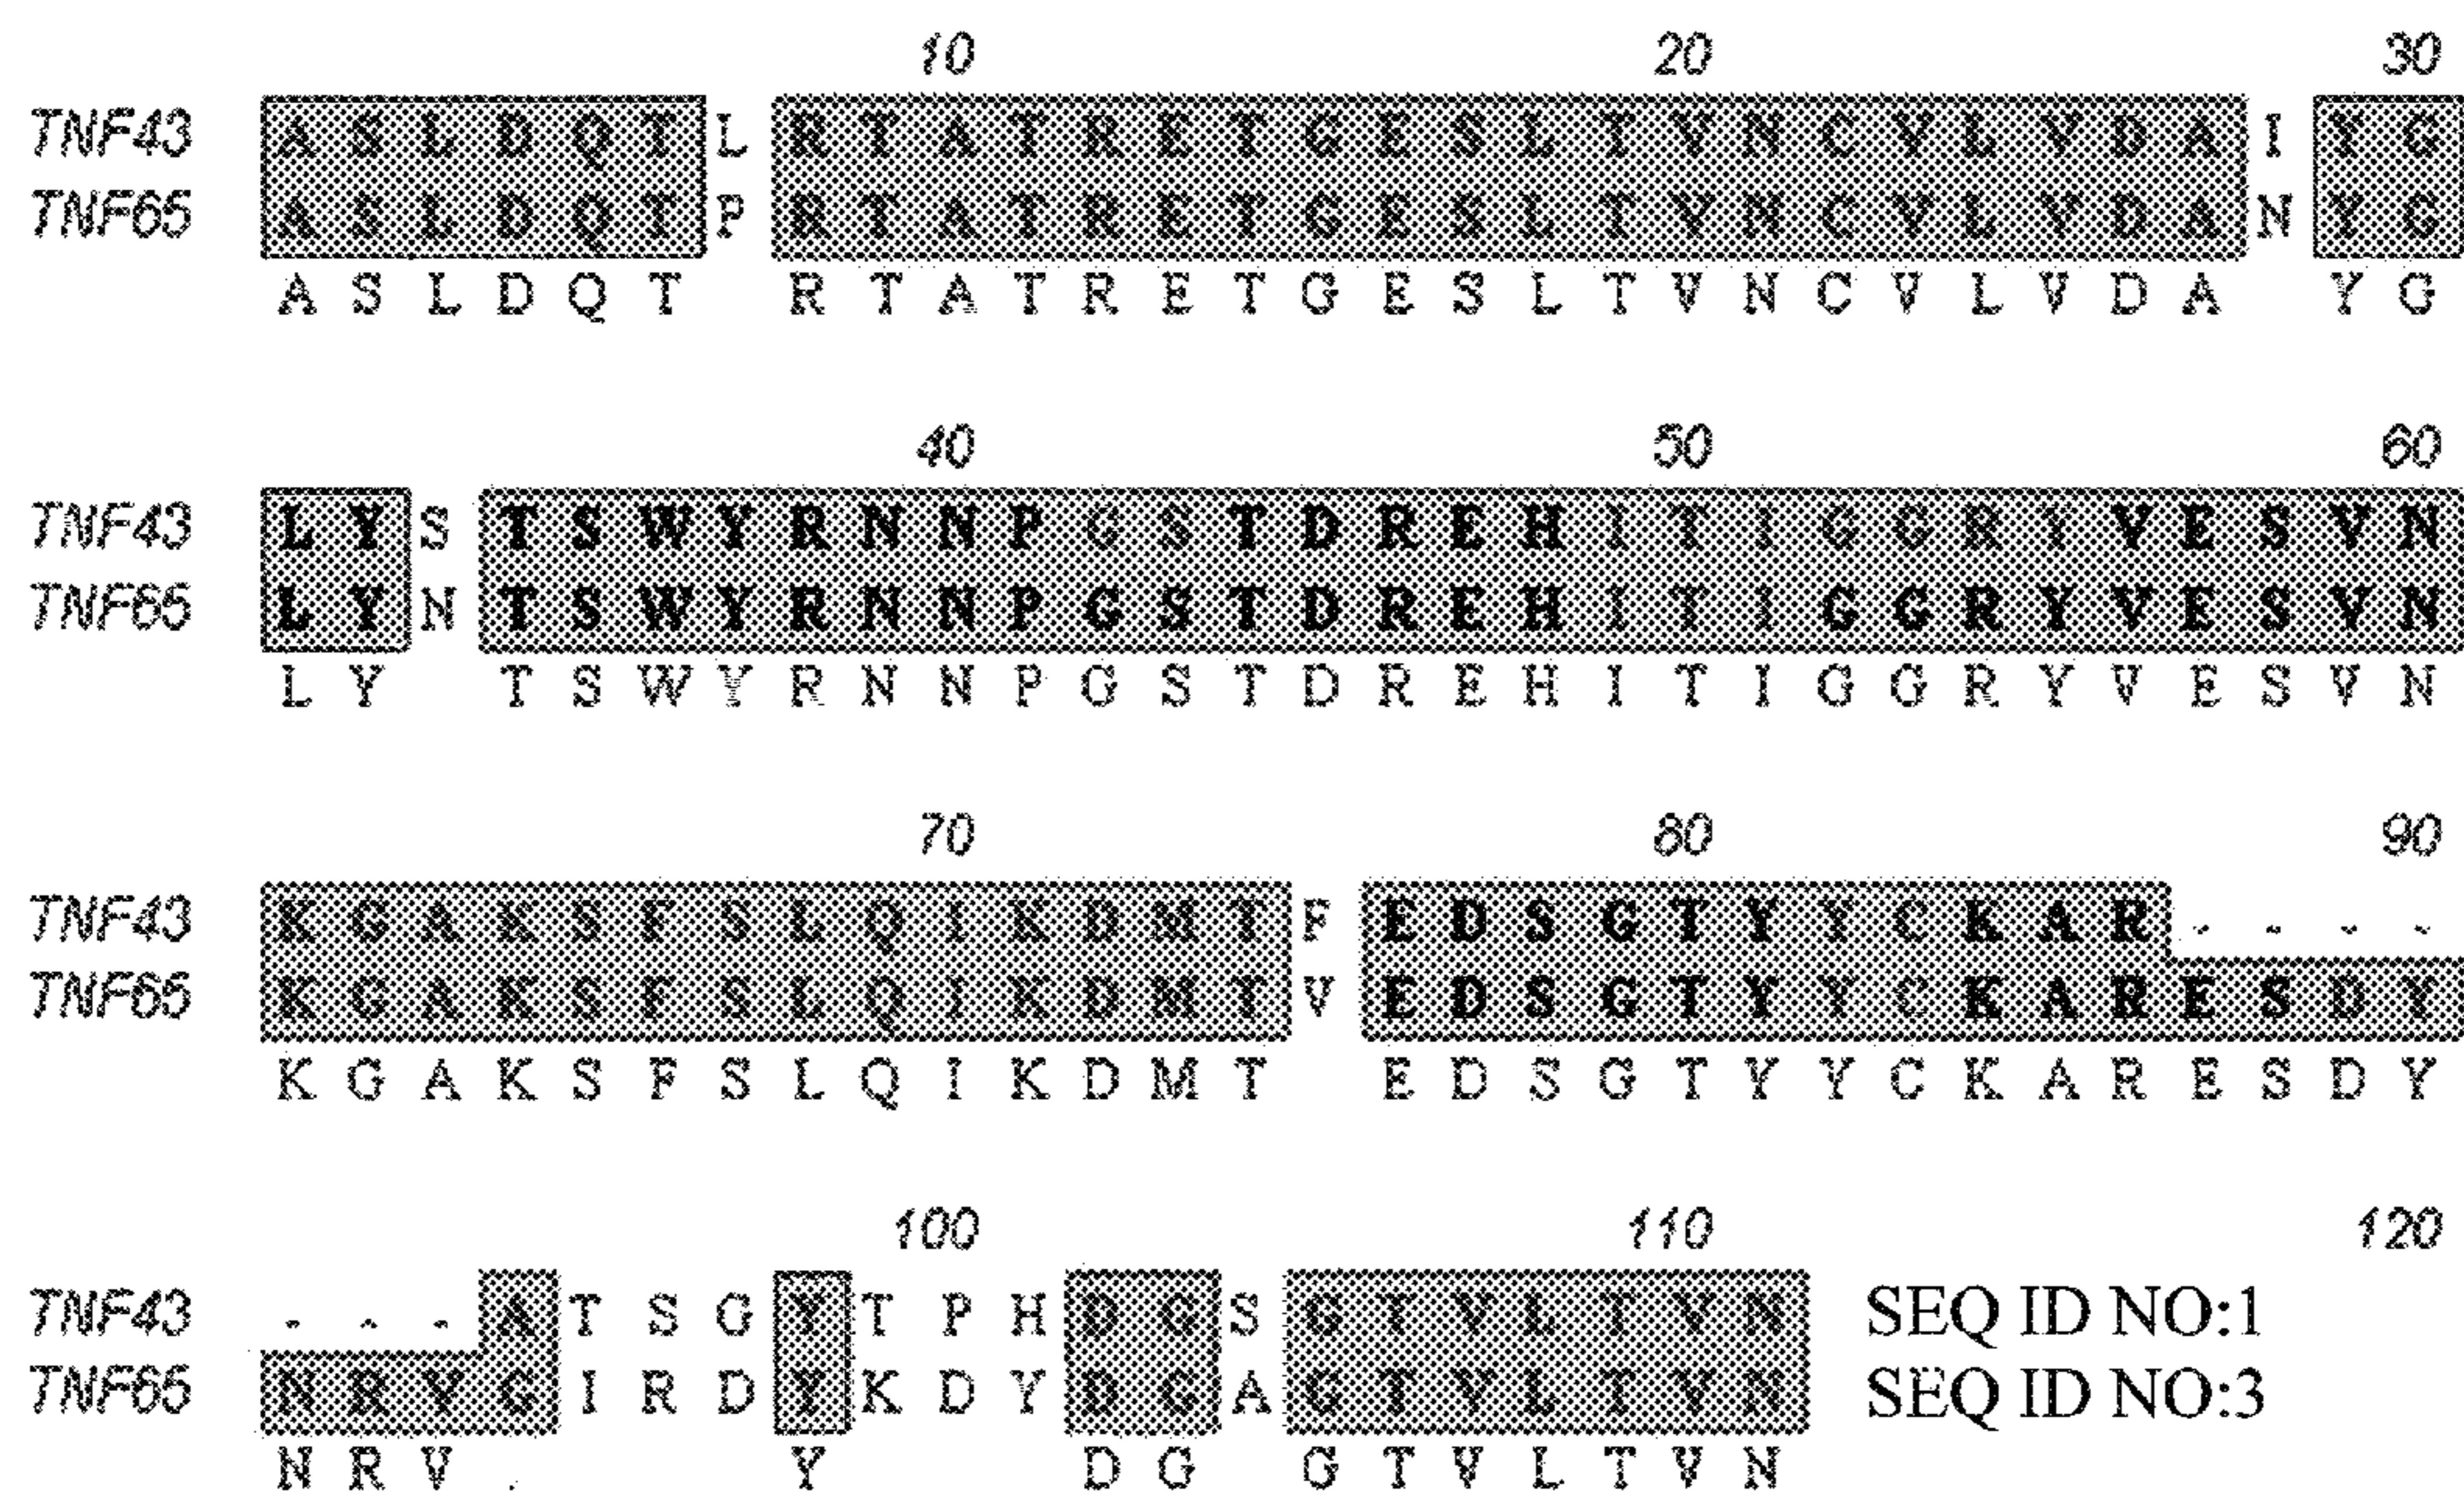 10 20 30
TNF43 A S L D Q T L R T A T R E T G E S L T V N C V L V D A I Y G
TNF65 A S L D Q T P R T A T R E T G E S L T V N C V L V D A N Y G
A S L D Q T R T A T R E T G E S L T V N C V L V D A Y G
40 50 60
TNF43 L Y S T S W Y R N N P G S T D R E H I T I G G R Y V E S V N
TNF65 L Y N T S W Y R N N P G S T D R E H I T I G G R Y V E S V N
L Y T S W Y R N N P G S T D R E H I T I G G R Y V E S V N
70 80 90
TNF43 K G A K S F S L Q I K D M T F E D S G T Y Y C K A R - - - -
TNF65 K G A K S F S L Q I K D M T V E D S G T Y Y C K A R E S D Y
K G A K S F S L Q I K D M T E D S G T Y Y C K A R E S D Y
100 110 120
TNF43 - - - A T S G Y T P H D G S G T V L T V N SEQ ID NO:1
TNF65 N R V G I R D Y K D Y D G A G T V L T V N SEQ ID NO:3
N R V . Y D G G T V L T V N